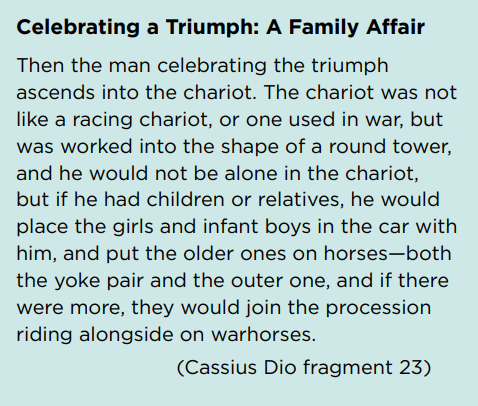 Celebrating a Triumph: A Family Affair
Then the man celebrating the triumph
ascends into the chariot. The chariot was not
like a racing chariot, or one used in war, but
was worked into the shape of a round tower,
and he would not be alone in the chariot,
but if he had children or relatives, he would
place the girls and infant boys in the car with
him, and put the older ones on horses—both
the yoke pair and the outer one, and if there
were more, they would join the procession
riding alongside on warhorses.
(Cassius Dio fragment 23)